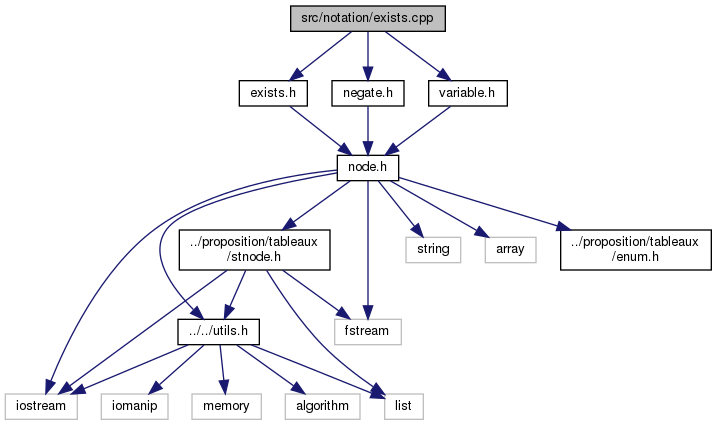 src/notation/exists.cpp
exists.h
negate.h
variable.h
node.h
../proposition/tableaux
/stnode.h
string
array
../proposition/tableaux
/enum.h
../../utils.h
fstream
iostream
iomanip
memory
algorithm
list